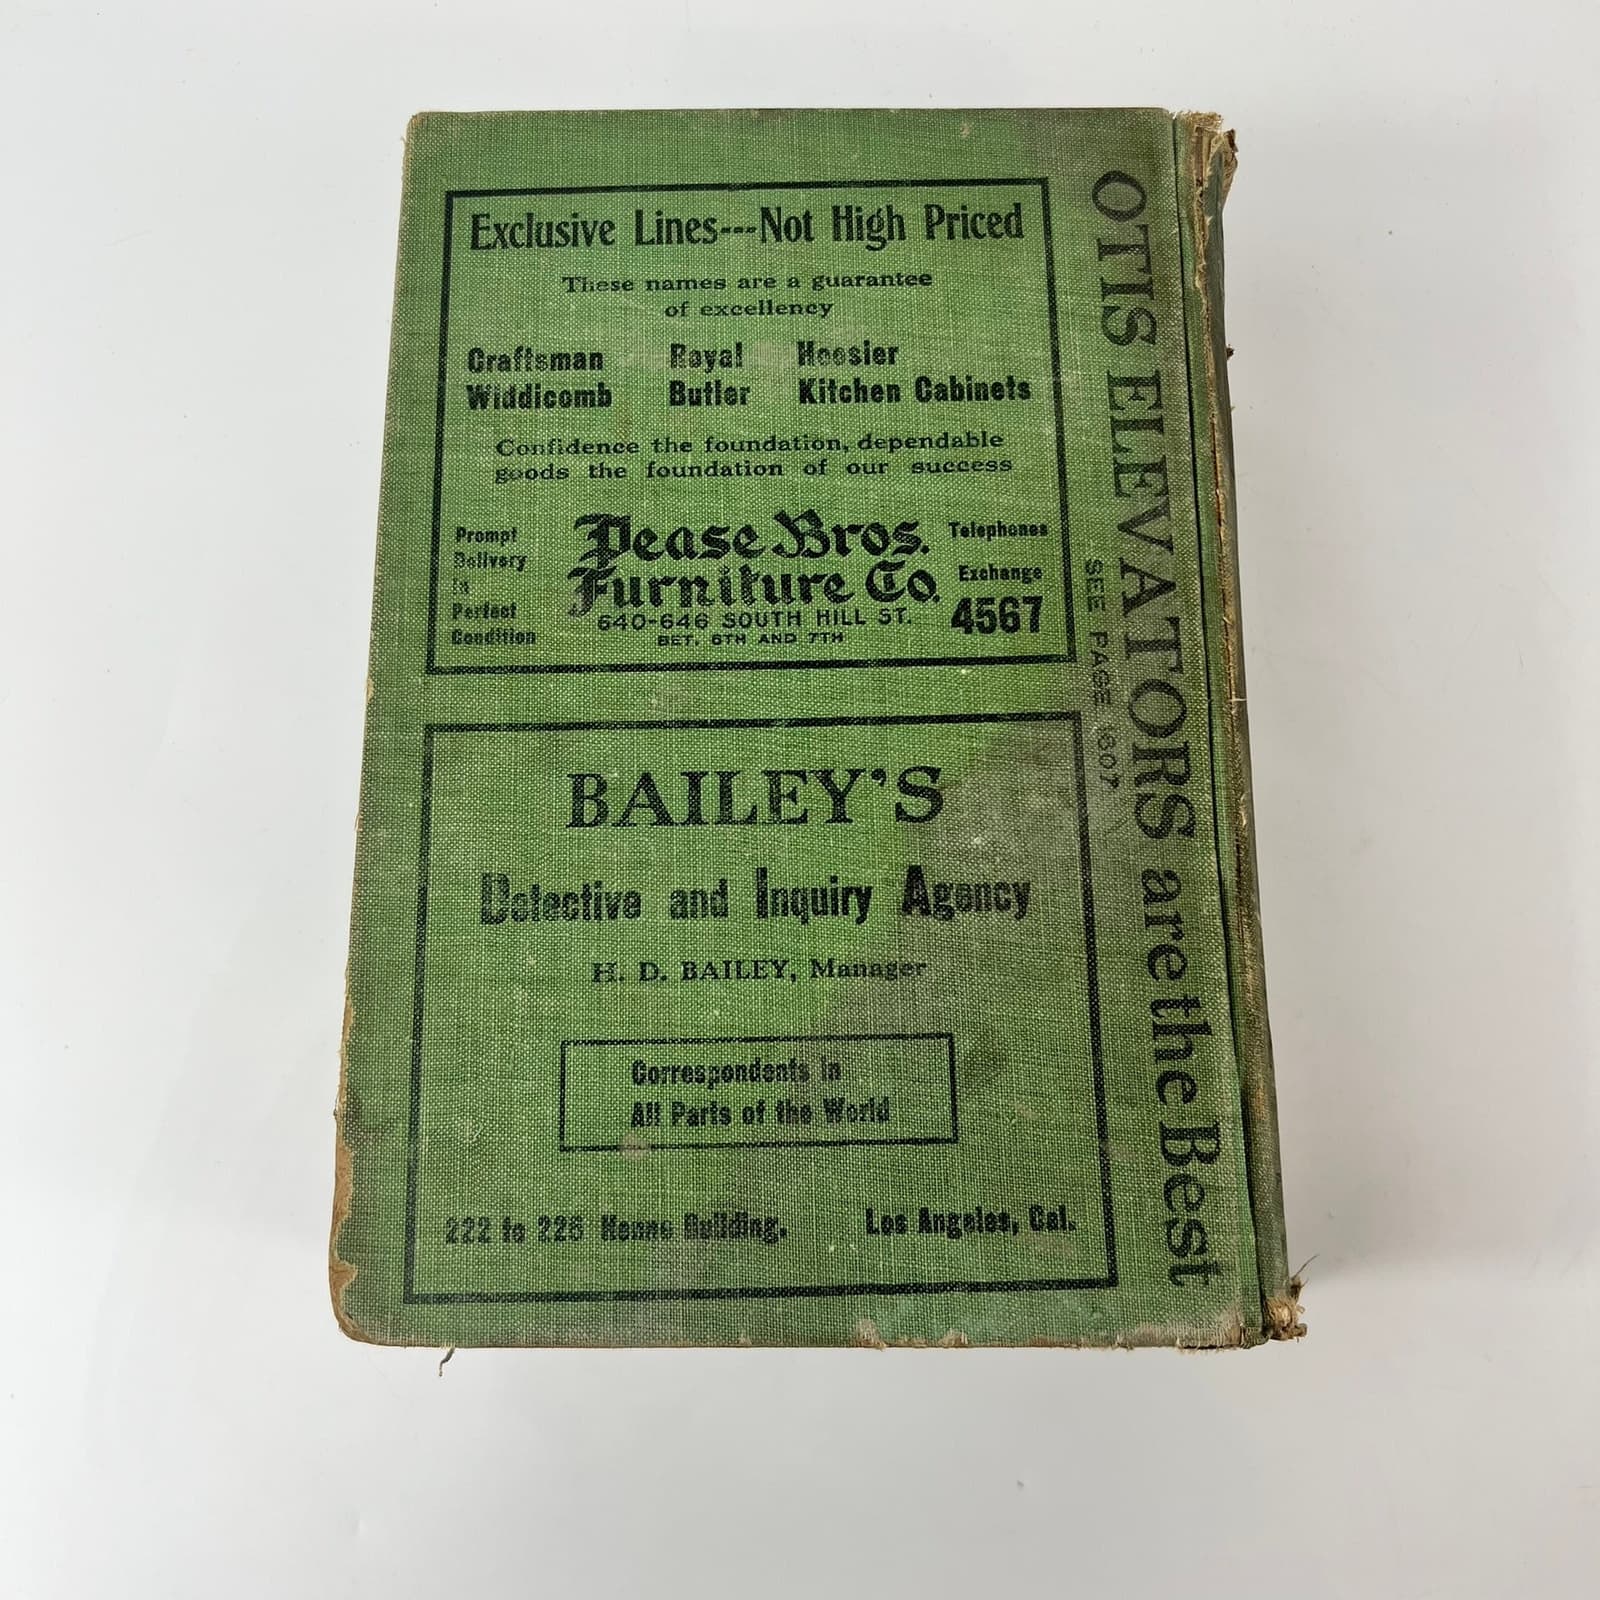 Exclusive Lines---Not High Priced
These names are a guarantee
of excellency
Craftsman Royal Hoosier
Widdicomb Butler Kitchen Cabinets
Confidence the foundation, dependable
goods the foundation of our success
Prompt
Delivery
in
Perfect
Condition
Pease Bros.
Furniture Co.
640-646 SOUTH HILL ST.
BET. 6TH AND 7TH
Telephones
Exchange
4567
BAILEY'S
Detective and Inquiry Agency
H. D. BAILEY, Manager
Correspondents in
All Parts of the World
222 to 226 Henne Building, Los Angeles, Cal.
OTIS ELEVATORS are the Best
SEE PAGE 1607